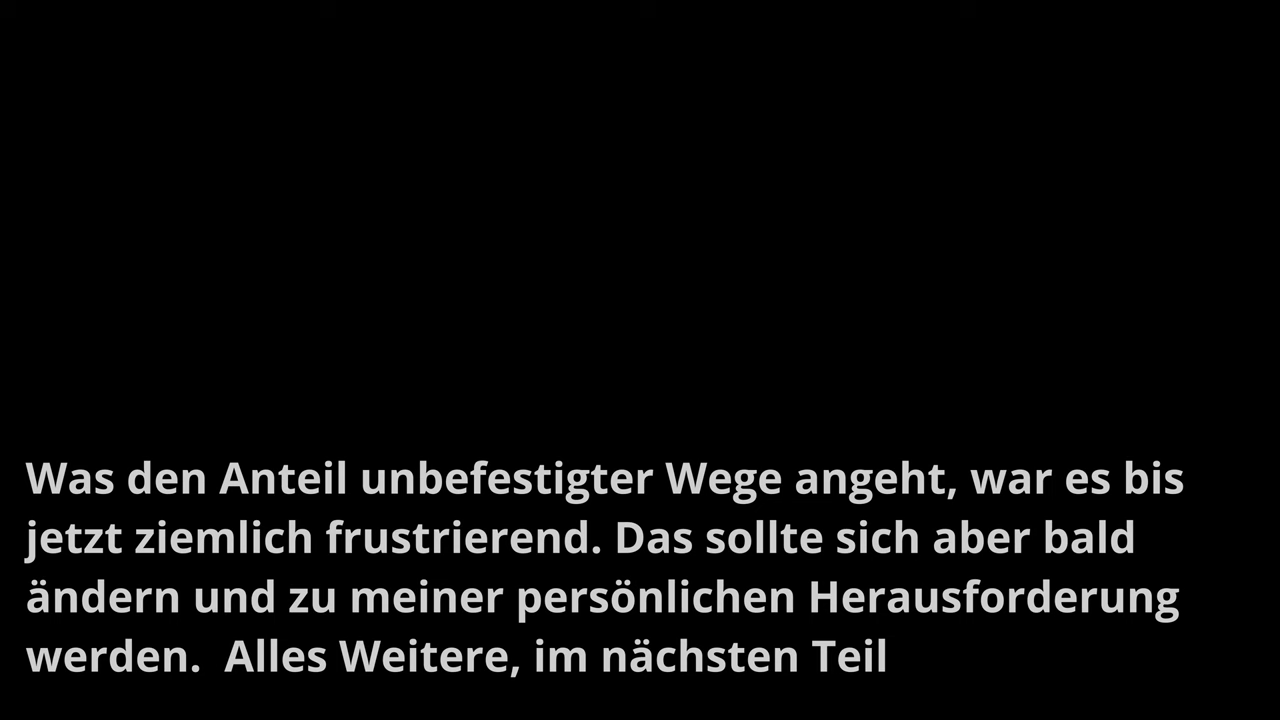 Was den Anteil unbefestigter Wege angeht, war es bis
jetzt ziemlich frustrierend. Das sollte sich aber bald
ändern und zu meiner persönlichen Herausforderung
werden.  Alles Weitere, im nächsten Teil